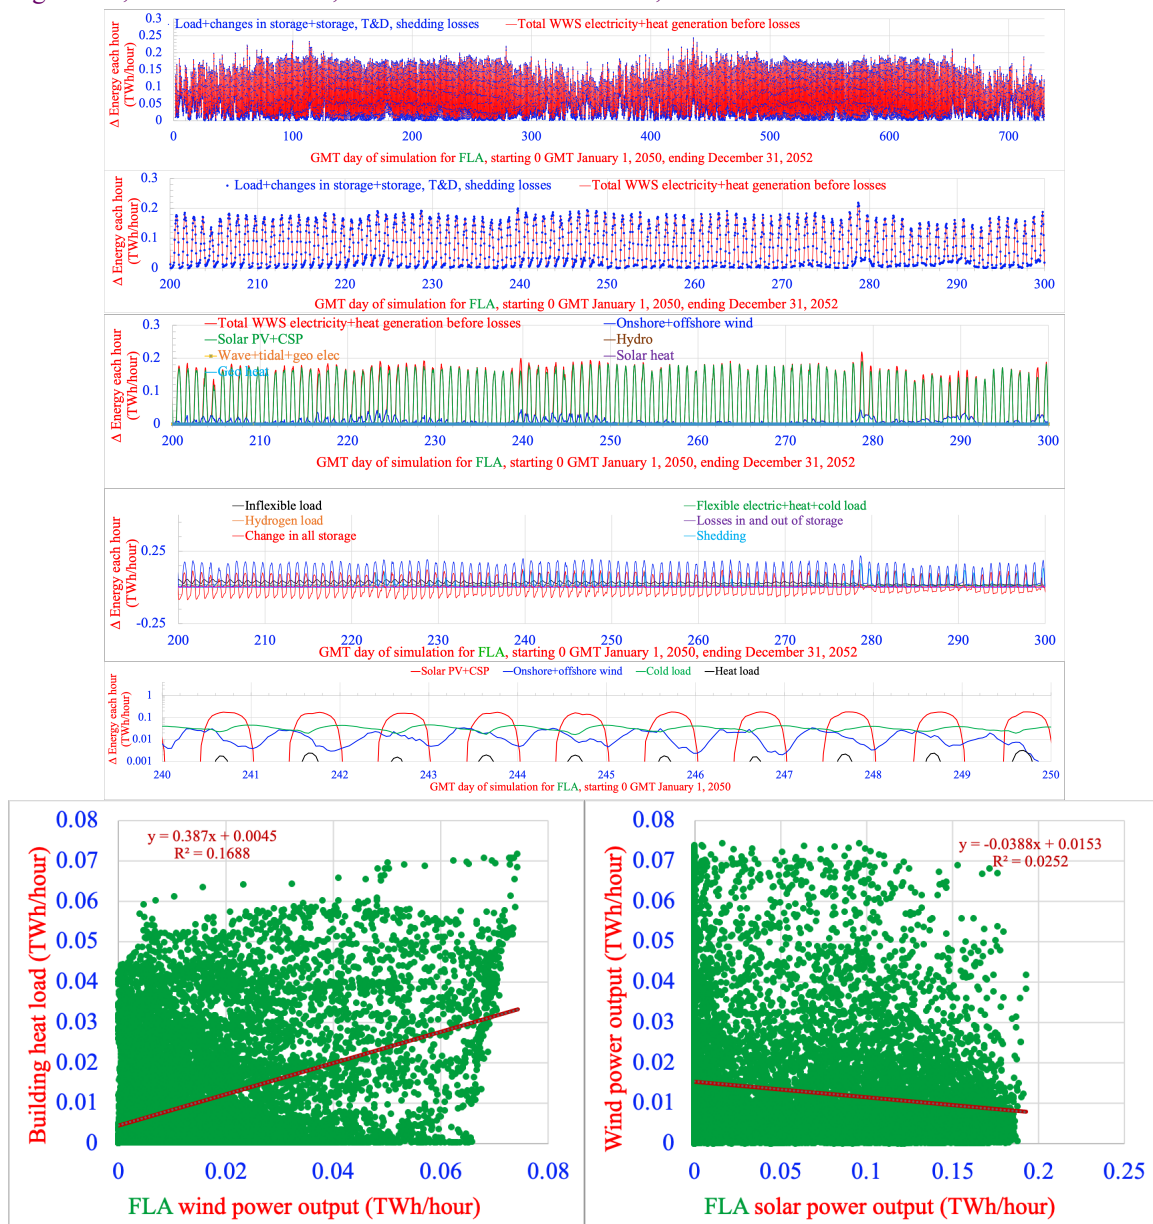 0.3
0.25
0.2
0.15
0.1
0.05
0
Δ Energy each hour
(TWh/hour)
Load+changes in storage+storage, T&D, shedding losses
Total WWS electricity+heat generation before losses
0 100 200 300 400 500 600 700
GMT day of simulation for FLA, starting 0 GMT January 1, 2050, ending December 31, 2052
0.3
0.2
0.1
0
Δ Energy each hour
(TWh/hour)
Load+changes in storage+storage, T&D, shedding losses
Total WWS electricity+heat generation before losses
200 210 220 230 240 250 260 270 280 290 300
GMT day of simulation for FLA, starting 0 GMT January 1, 2050, ending December 31, 2052
0.3
0.2
0.1
0
Δ Energy each hour
(TWh/hour)
Total WWS electricity+heat generation before losses
Onshore+offshore wind
Solar PV+CSP
Hydro
Wave+tidal+geo elec
Solar heat
Geo heat
200 210 220 230 240 250 260 270 280 290 300
GMT day of simulation for FLA, starting 0 GMT January 1, 2050, ending December 31, 2052
Inflexible load
Flexible electric+heat+cold load
Hydrogen load
Losses in and out of storage
Change in all storage
Shedding
0.25
-0.25
Δ Energy each hour
(TWh/hour)
200 210 220 230 240 250 260 270 280 290 300
GMT day of simulation for FLA, starting 0 GMT January 1, 2050, ending December 31, 2052
Solar PV+CSP Onshore+offshore wind Cold load Heat load
1
0.1
0.01
0.001
Δ Energy each hour
(TWh/hour)
240 241 242 243 244 245 246 247 248 249 250
GMT day of simulation for FLA, starting 0 GMT January 1, 2050
0.08
0.07
0.06
0.05
0.04
0.03
0.02
0.01
0
Building heat load (TWh/hour)
y = 0.387x + 0.0045
R² = 0.1688
0 0.02 0.04 0.06 0.08
FLA wind power output (TWh/hour)
0.08
0.07
0.06
0.05
0.04
0.03
0.02
0.01
0
Wind power output (TWh/hour)
y = -0.0388x + 0.0153
R² = 0.0252
0 0.05 0.1 0.15 0.2 0.25
FLA solar power output (TWh/hour)